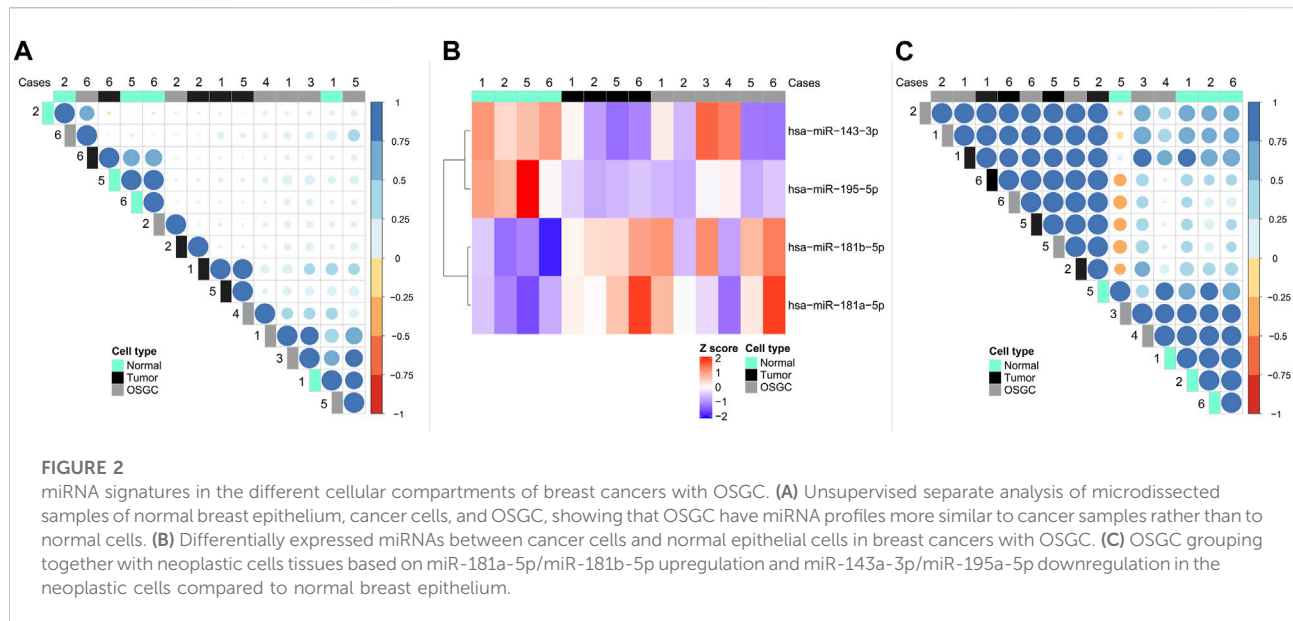 A
B
C
Cases 2 6 6 5 6 2 2 1 5 4 1 3 1 5
2
6
6
5
6
2
2
1
5
4
1
3
1
5
1
0.75
0.5
0.25
0
−0.25
−0.5
−0.75
−1
Cell type
Normal
Tumor
OSGC
1 2 5 6 1 2 5 6 1 2 3 4 5 6 Cases
hsa-miR-143-3p
hsa-miR-195-5p
hsa-miR-181b-5p
hsa-miR-181a-5p
Z score
2
1
0
−1
−2
Cell type
Normal
Tumor
OSGC
Cases 2 1 1 6 6 5 5 2 5 3 4 1 2 6
2
1
1
6
6
5
5
2
5
3
4
1
2
6
1
0.75
0.5
0.25
0
−0.25
−0.5
−0.75
−1
Cell type
Normal
Tumor
OSGC
FIGURE 2
miRNA signatures in the different cellular compartments of breast cancers with OSGC. (A) Unsupervised separate analysis of microdissected
samples of normal breast epithelium, cancer cells, and OSGC, showing that OSGC have miRNA profiles more similar to cancer samples rather than to
normal cells. (B) Differentially expressed miRNAs between cancer cells and normal epithelial cells in breast cancers with OSGC. (C) OSGC grouping
together with neoplastic cells tissues based on miR-181a-5p/miR-181b-5p upregulation and miR-143a-3p/miR-195a-5p downregulation in the
neoplastic cells compared to normal breast epithelium.